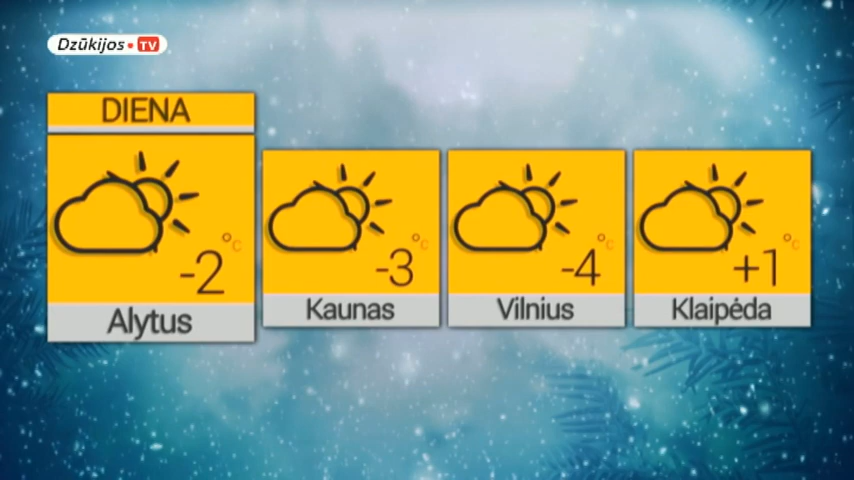 Dzūkijos TV
DIENA
-2 °C
Alytus
-3 °C
Kaunas
-4 °C
Vilnius
+1 °C
Klaipėda